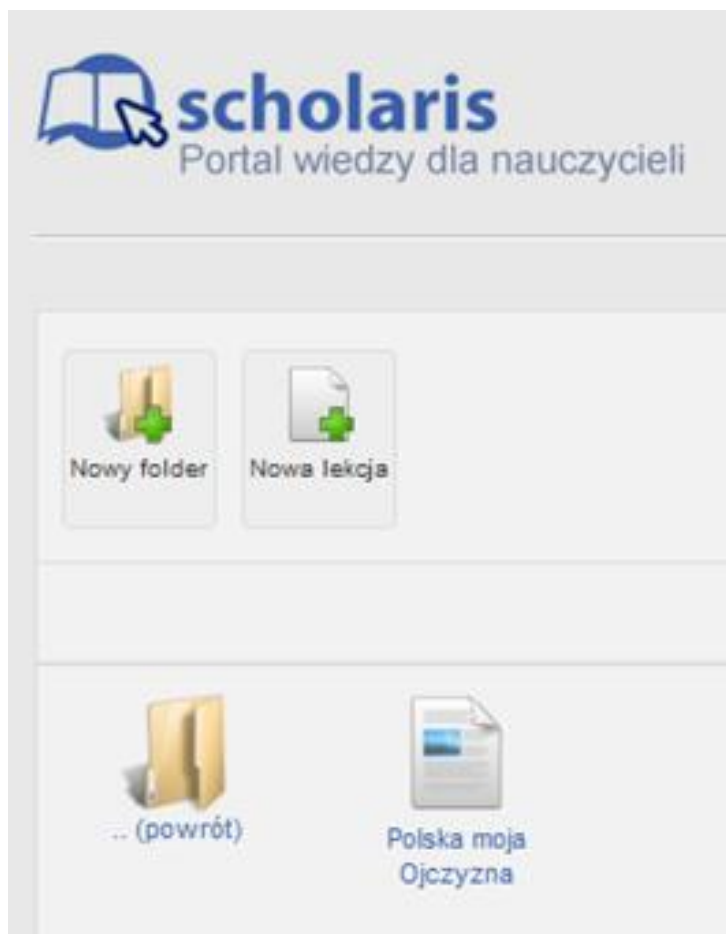 scholaris
Portal wiedzy dla nauczycieli
Nowy folder
Nowa lekcja
.. (powrót)
Polska moja
Ojczyzna